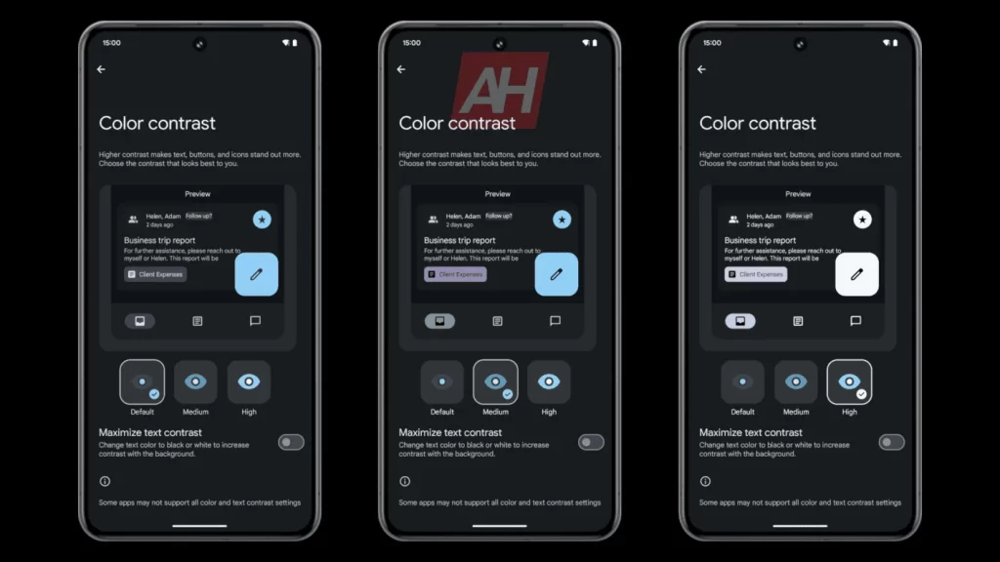 15:00
Color contrast
Higher contrast makes text, buttons, and icons stand out more.
Choose the contrast that looks best to you.
Preview
Helen, Adam Follow up?
2 days ago
Business trip report
For further assistance, please reach out to
myself or Helen. This report will be
Client Expenses
Default Medium High
Maximize text contrast
Change text color to black or white to increase
contrast with the background.
Some apps may not support all color and text contrast settings
15:00
AH
Color contrast
Higher contrast makes text, buttons, and icons stand out more.
Choose the contrast that looks best to you.
Preview
Helen, Adam Follow up?
2 days ago
Business trip report
For further assistance, please reach out to
myself or Helen. This report will be
Client Expenses
Default Medium High
Maximize text contrast
Change text color to black or white to increase
contrast with the background.
Some apps may not support all color and text contrast settings
15:00
Color contrast
Higher contrast makes text, buttons, and icons stand out more.
Choose the contrast that looks best to you.
Preview
Helen, Adam Follow up?
2 days ago
Business trip report
For further assistance, please reach out to
myself or Helen. This report will be
Client Expenses
Default Medium High
Maximize text contrast
Change text color to black or white to increase
contrast with the background.
Some apps may not support all color and text contrast settings